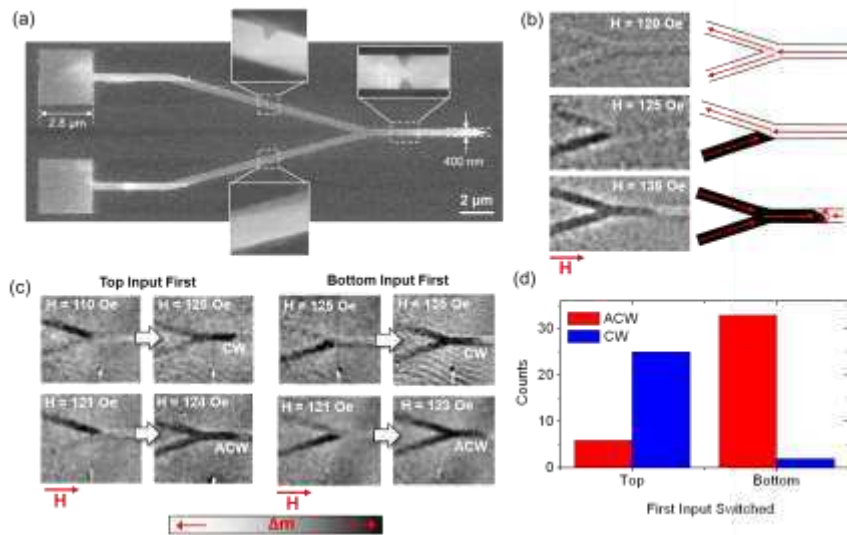 (a)
2.8 µm
400 nm
2 µm
(b)
H = 120 Oe
H = 125 Oe
H = 130 Oe
H
(c)
Top Input First
Bottom Input First
H = 110 Oe
H = 125 Oe
H = 125 Oe
H = 135 Oe
CW
CW
H = 121 Oe
H = 124 Oe
H = 121 Oe
H = 123 Oe
ACW
ACW
H
H
Δm
(d)
ACW
CW
Counts
30
20
10
0
Top
Bottom
First Input Switched